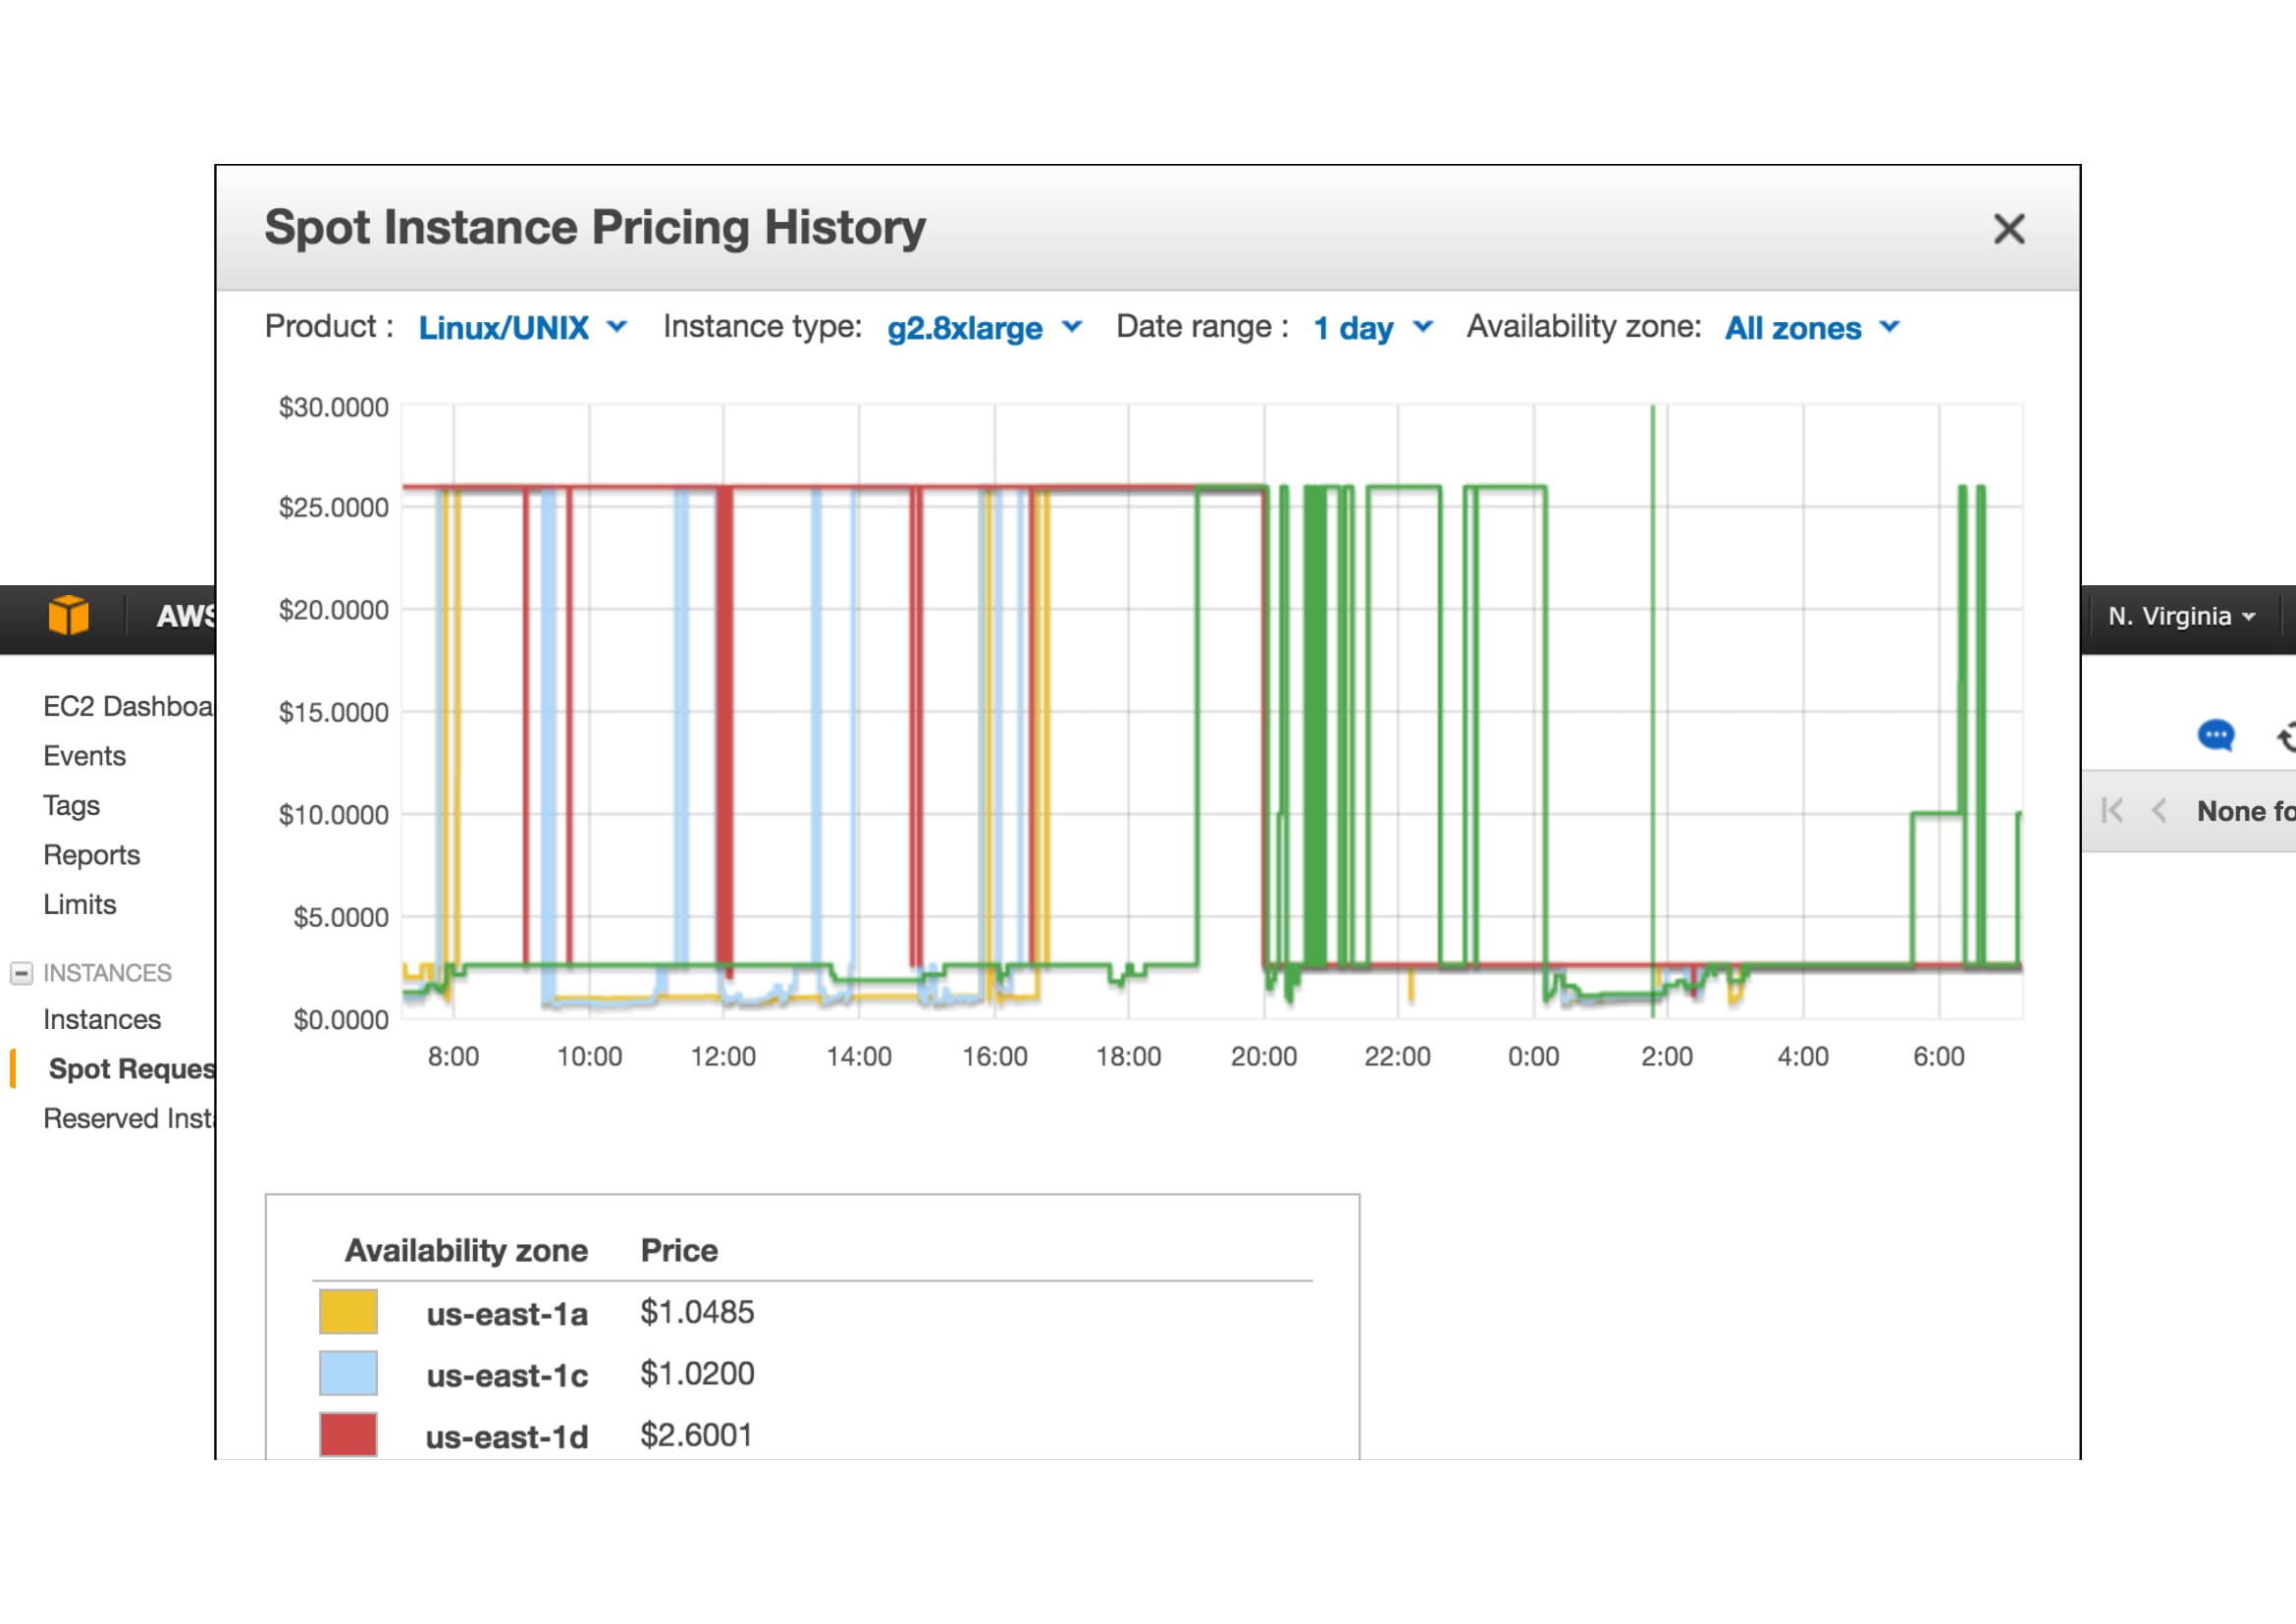 Spot Instance Pricing History
Product : Linux/UNIX Instance type: g2.8xlarge Date range : 1 day Availability zone: All zones
$30.0000
$25.0000
$20.0000
$15.0000
$10.0000
$5.0000
$0.0000
8:00 10:00 12:00 14:00 16:00 18:00 20:00 22:00 0:00 2:00 4:00 6:00
Availability zone Price
us-east-1a $1.0485
us-east-1c $1.0200
us-east-1d $2.6001
AWS
N. Virginia
EC2 Dashboa
Events
Tags
Reports
Limits
INSTANCES
Instances
Spot Reques
Reserved Inst
None fo